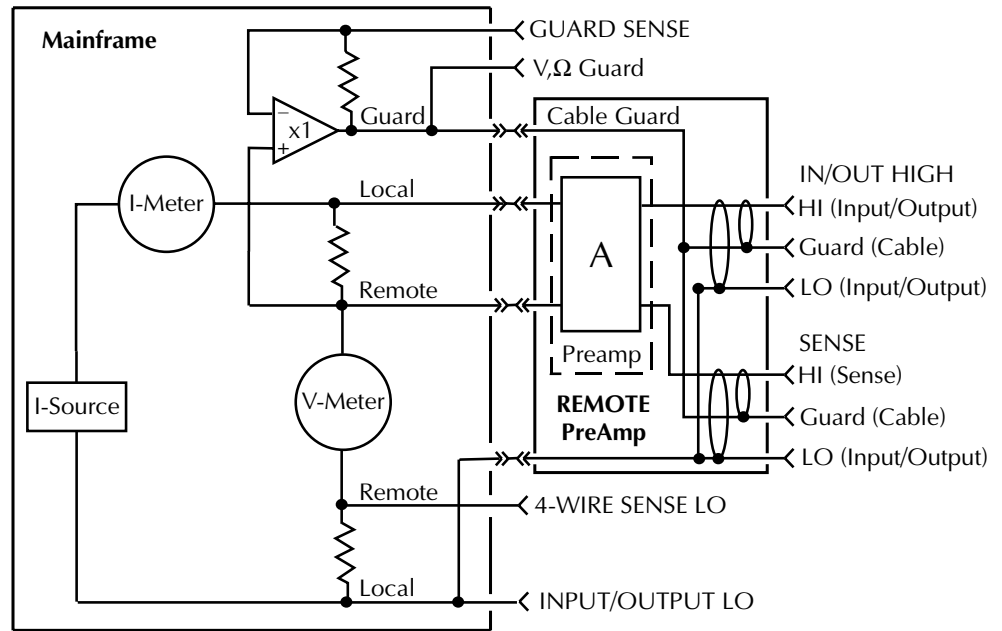 GUARD SENSE
Mainframe
V,Ω Guard
Guard
Cable Guard
−
x1
+
IN/OUT HIGH
Local
I-Meter
HI (Input/Output)
A
Guard (Cable)
Remote
LO (Input/Output)
SENSE
Preamp
HI (Sense)
V-Meter
I-Source
REMOTE
PreAmp
Guard (Cable)
LO (Input/Output)
Remote
4-WIRE SENSE LO
Local
INPUT/OUTPUT LO